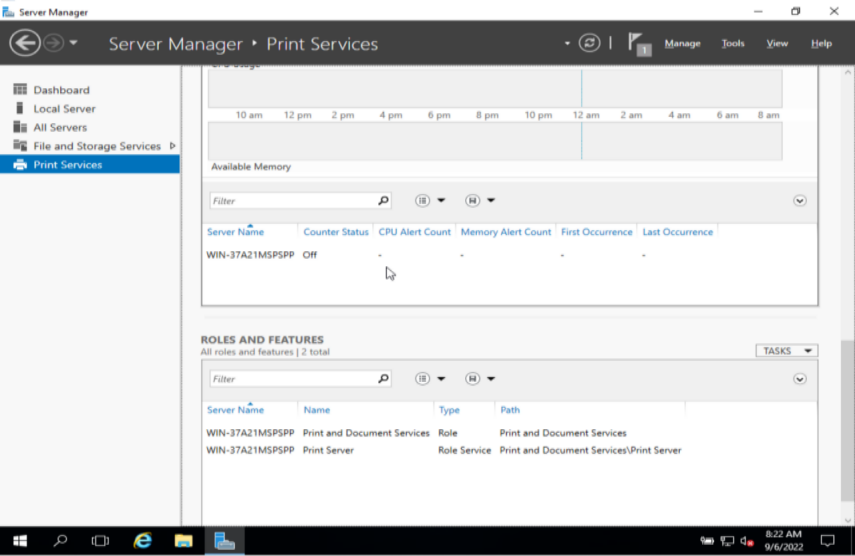 Server Manager
Server Manager ‣ Print Services
1
Manage Tools View Help
Dashboard
Local Server
All Servers
File and Storage Services
Print Services
10 am 12 pm 2 pm 4 pm 6 pm 8 pm 10 pm 12 am 2 am 4 am 6 am 8 am
Available Memory
Filter
Server Name Counter Status CPU Alert Count Memory Alert Count First Occurrence Last Occurrence
WIN-37A21MSPSPP Off - - - -
ROLES AND FEATURES
All roles and features | 2 total
TASKS
Filter
Server Name Name Type Path
WIN-37A21MSPSPP Print and Document Services Role Print and Document Services
WIN-37A21MSPSPP Print Server Role Service Print and Document Services\Print Server
8:22 AM
9/6/2022